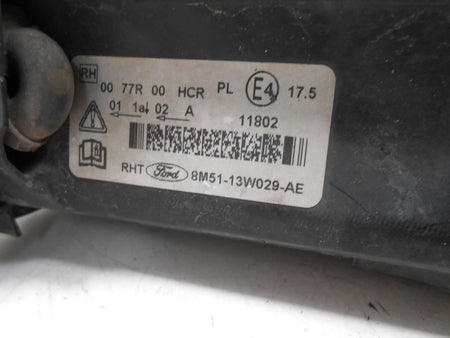 RH
00 77R 00 HCR PL E4 17.5
01 1a 02 A
11802
RHT Ford 8M51-13W029-AE